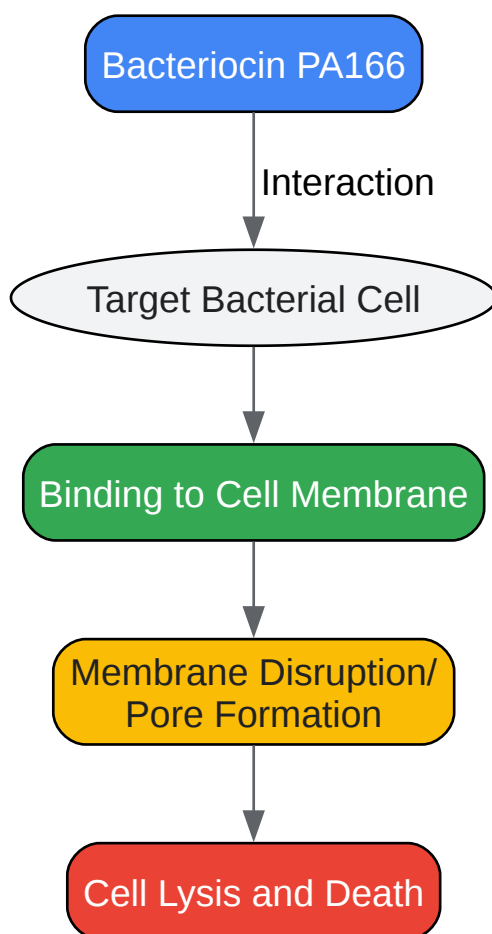 Bacteriocin PA166
Interaction
Target Bacterial Cell
Binding to Cell Membrane
Membrane Disruption/
Pore Formation
Cell Lysis and Death